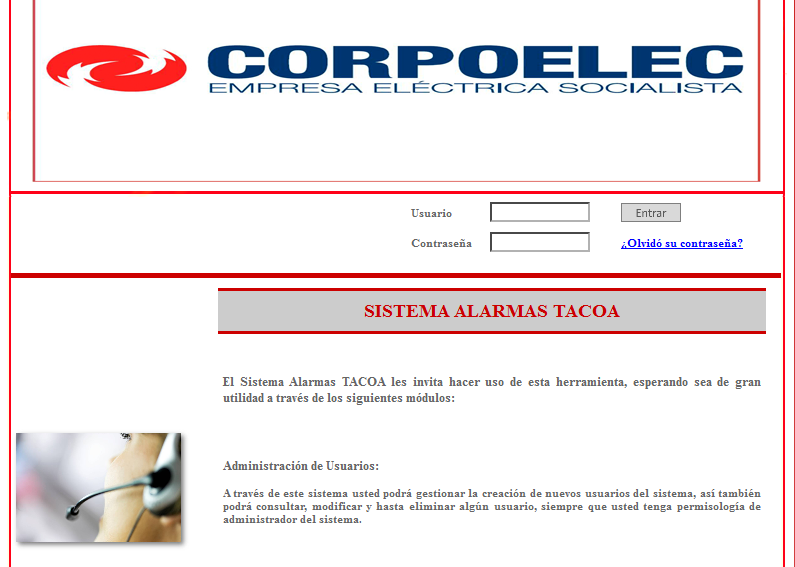 CORPOELEC
EMPRESA ELÉCTRICA SOCIALISTA
Usuario
Entrar
Contraseña
¿Olvidó su contraseña?
SISTEMA ALARMAS TACOA
El Sistema Alarmas TACOA les invita hacer uso de esta herramienta, esperando sea de gran
utilidad a través de los siguientes módulos:
Administración de Usuarios:
A través de este sistema usted podrá gestionar la creación de nuevos usuarios del sistema, así también
podrá consultar, modificar y hasta eliminar algún usuario, siempre que usted tenga permisología de
administrador del sistema.